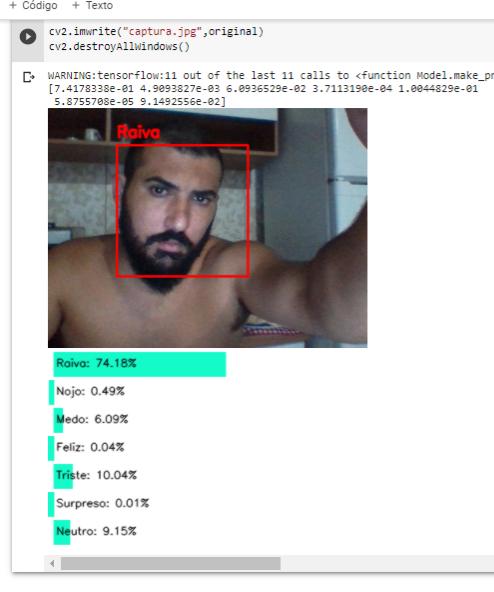 + Código + Texto
cv2.imwrite("captura.jpg",original)
cv2.destroyAllWindows()
WARNING:tensorflow:11 out of the last 11 calls to <function Model.make_pr
[7.4178338e-01 4.9093827e-03 6.0936529e-02 3.7113190e-04 1.0044829e-01
5.8755708e-05 9.1492556e-02]
Raiva
Raiva: 74.18%
Nojo: 0.49%
Medo: 6.09%
Feliz: 0.04%
Triste: 10.04%
Surpreso: 0.01%
Neutro: 9.15%